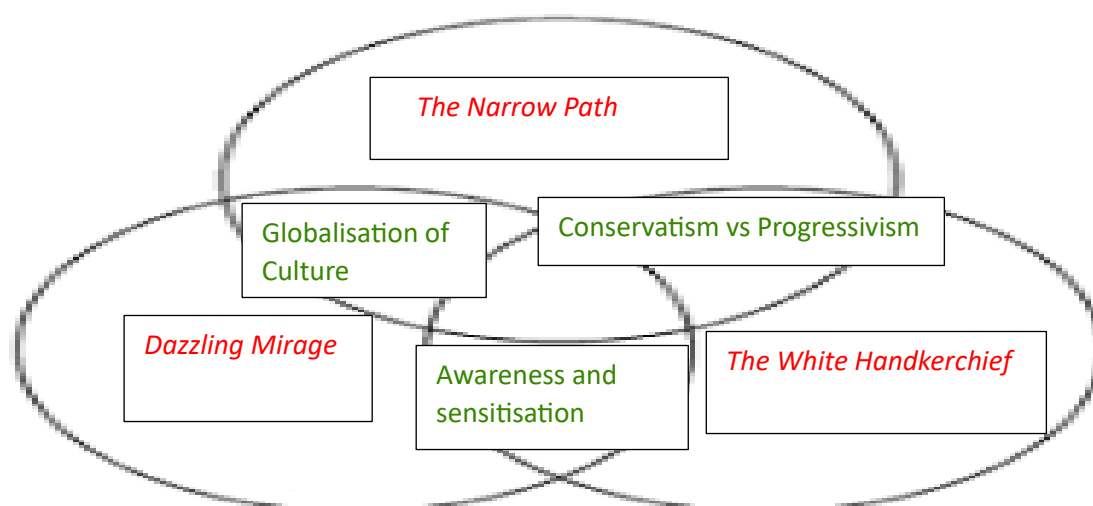 The Narrow Path
Globalisation of
Culture
Conservatism vs Progressivism
Dazzling Mirage
Awareness and
sensitisation
The White Handkerchief